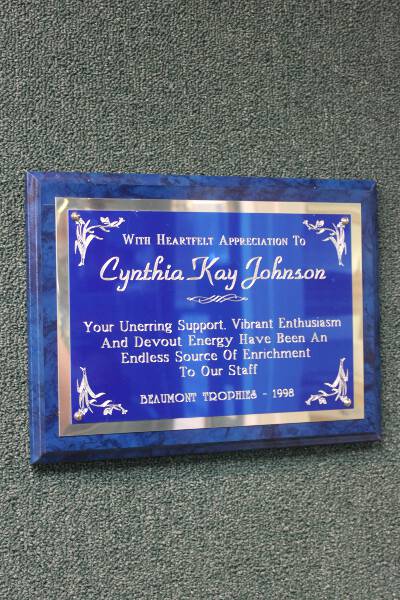 With Heartfelt Appreciation To
Cynthia Kay Johnson
Your Unerring Support, Vibrant Enthusiasm
And Devout Energy Have Been An
Endless Source Of Enrichment
To Our Staff
BEAUMONT TROPHIES - 1998